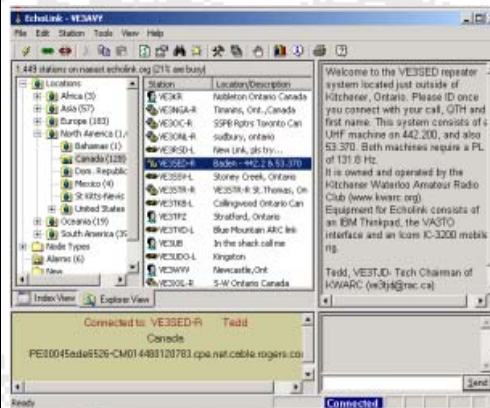 EchoLink - VE3AVY
File Edit Station Tools View Help
1,449 stations on naeast.echolink.org (21% are busy)
Locations
Africa (3)
Asia (57)
Europe (183)
North America (1,
Bahamas (1)
Canada (128)
Dom. Republic
Mexico (4)
St Kitts-Nevis
United States
Oceania (19)
South America (35
Node Types
Alarms (6)
New
Station Location/Description
VE3KR Nobleton Ontario Canada
VE3NGA-R Timmins, Ont.,Canada
VE3OC-R SSPB Rptrs Toronto Can
VE3ONL-R sudbury, ontario
VE3RSD-L New Link, pls try...
VE3SED-R Baden - 442.2 & 53.370
Stoney Creek, Ontario
VE3STR-R VE3STR-R St.Thomas, On
VE3TKB-L Collingwood Ontario Can
VE3TPZ Stratford, Ontario
VE3TVD-L Blue Mountain ARC link
VE3UB In the shack call me
VE3UDO-L Kingston
VE3WVV Newcastle,Ont
S-W Ontario Canada
Index View Explorer View
Welcome to the VE3SED repeater
system located just outside of
Kitchener, Ontario. Please ID once
you connect with your call, QTH and
first name. This system consists of a
UHF machine on 442.200, and also
53.370. Both machines require a PL
of 131.8 Hz.
It is owned and operated by the
Kitchener Waterloo Amateur Radio
Club (www.kwarc.org).
Equipment for Echolink consists of
an IBM Thinkpad, the VA3TO
interface and an Icom IC-3200 mobile
rig.
Tedd, VE3TJD- Tech Chairman of
KWARC (ve3tjd@rac.ca)
Connected to: VE3SED-R Tedd
Canada
Send
Ready
Connected